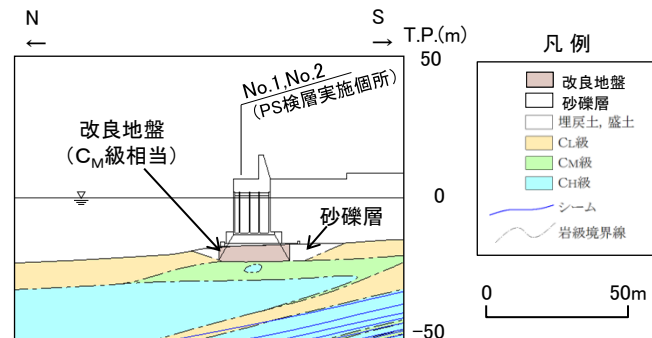 N
S
T.P.(m)
50
0
-50
No.1,No.2
(PS検層実施個所)
改良地盤
(CM級相当)
砂礫層
凡 例
改良地盤
砂礫層
埋戻土, 盛土
CL級
CM級
CH級
シーム
岩級境界線
0
50m